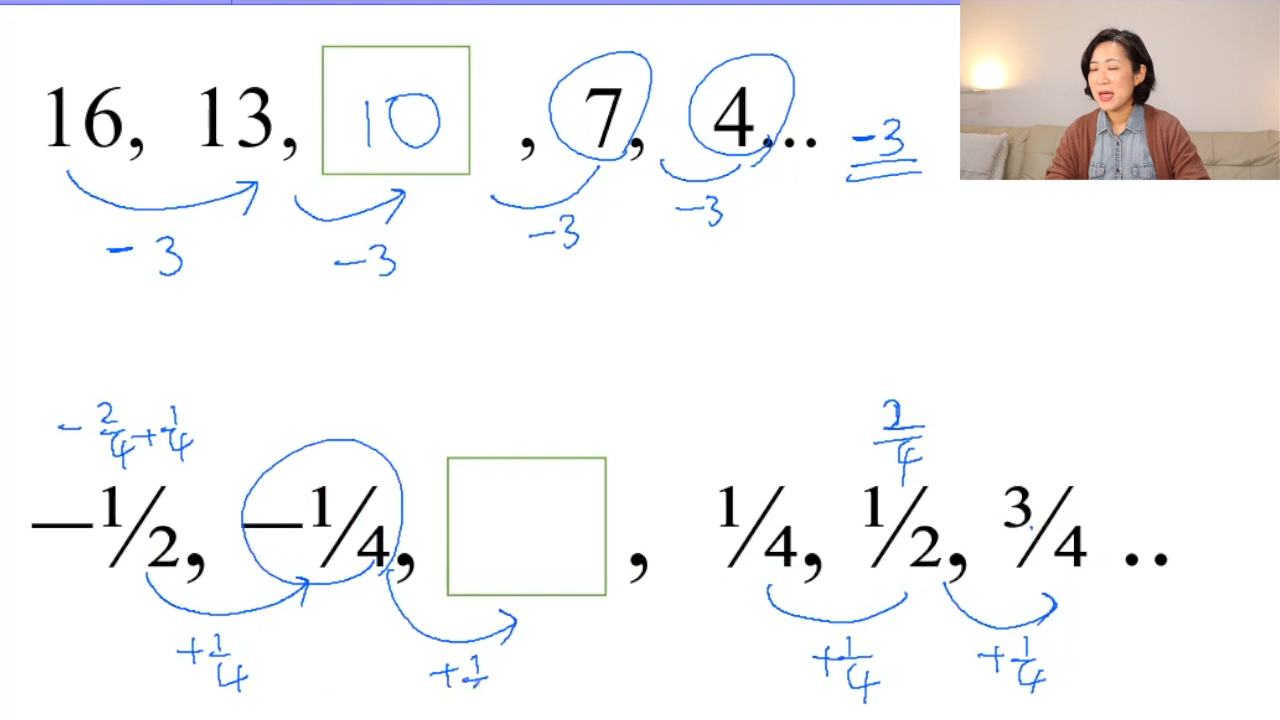 16, 13, 10 , 7, 4... -3
-3 -3 -3 -3
-2/4+1/4 2/4
—½, —¼, , ¼, ½, ¾ ..
+1/4 +1/ +1/4 +1/4